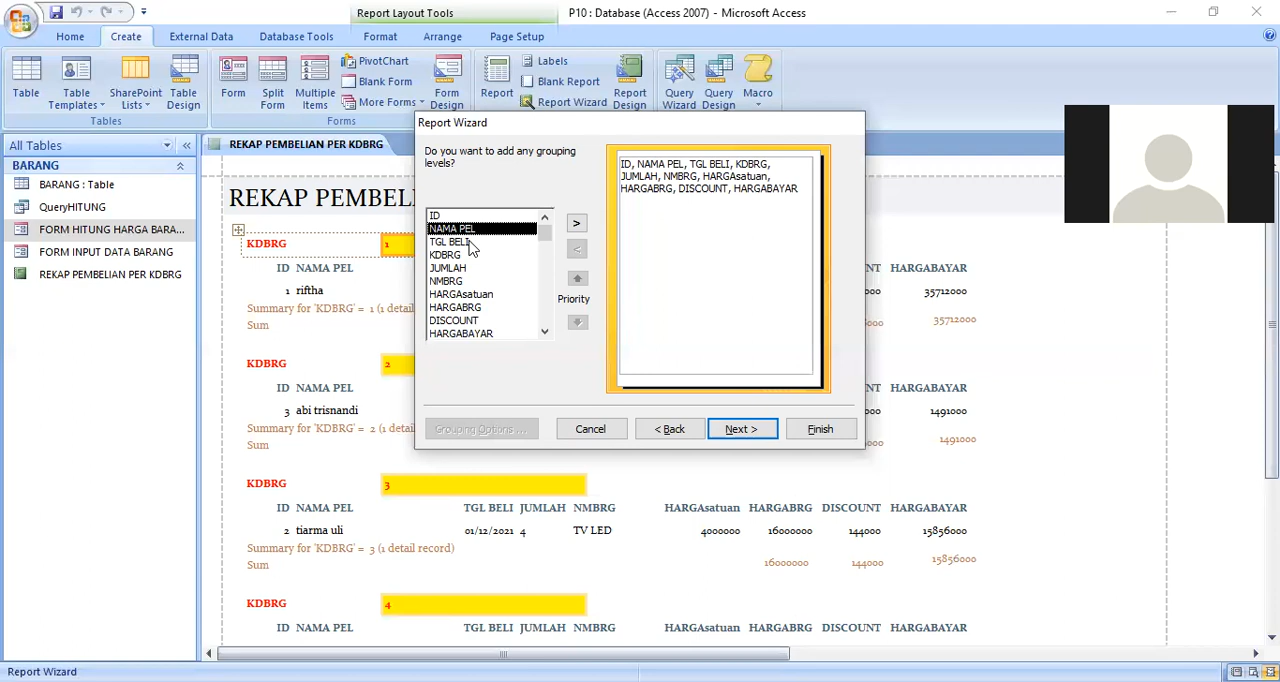 Report Layout Tools
P10 : Database (Access 2007) - Microsoft Access
Home Create External Data Database Tools Format Arrange Page Setup
Table
Table Templates
SharePoint Lists
Table Design
Tables
Form
Split Form
Multiple Items
PivotChart
Blank Form
More Forms
Form Design
Forms
Report
Labels
Blank Report
Report Wizard
Report Design
Query Wizard
Query Design
Macro
All Tables
BARANG
BARANG : Table
QueryHITUNG
FORM HITUNG HARGA BARA...
FORM INPUT DATA BARANG
REKAP PEMBELIAN PER KDBRG
REKAP PEMBELIAN PER KDBRG
REKAP PEMBEL
KDBRG 1
ID NAMA PEL HARGABAYAR
1 riftha 35712000
Summary for 'KDBRG' = 1 (1 detail
Sum 35712000
KDBRG 2
ID NAMA PEL HARGABAYAR
3 abi trisnandi 1491000
Summary for 'KDBRG' = 2 (1 detail
Sum 1491000
KDBRG 3
ID NAMA PEL TGL BELI JUMLAH NMBRG HARGAsatuan HARGABRG DISCOUNT HARGABAYAR
2 tiarma uli 01/12/2021 4 TV LED 4000000 16000000 144000 15856000
Summary for 'KDBRG' = 3 (1 detail record)
Sum 16000000 144000 15856000
KDBRG 4
ID NAMA PEL TGL BELI JUMLAH NMBRG HARGAsatuan HARGABRG DISCOUNT HARGABAYAR
Report Wizard
Do you want to add any grouping
levels?
ID
NAMA PEL
TGL BELI
KDBRG
JUMLAH
NMBRG
HARGAsatuan
HARGABRG
DISCOUNT
HARGABAYAR
>
<
Priority
ID, NAMA PEL, TGL BELI, KDBRG,
JUMLAH, NMBRG, HARGAsatuan,
HARGABRG, DISCOUNT, HARGABAYAR
Grouping Options ...
Cancel
< Back
Next >
Finish
Report Wizard